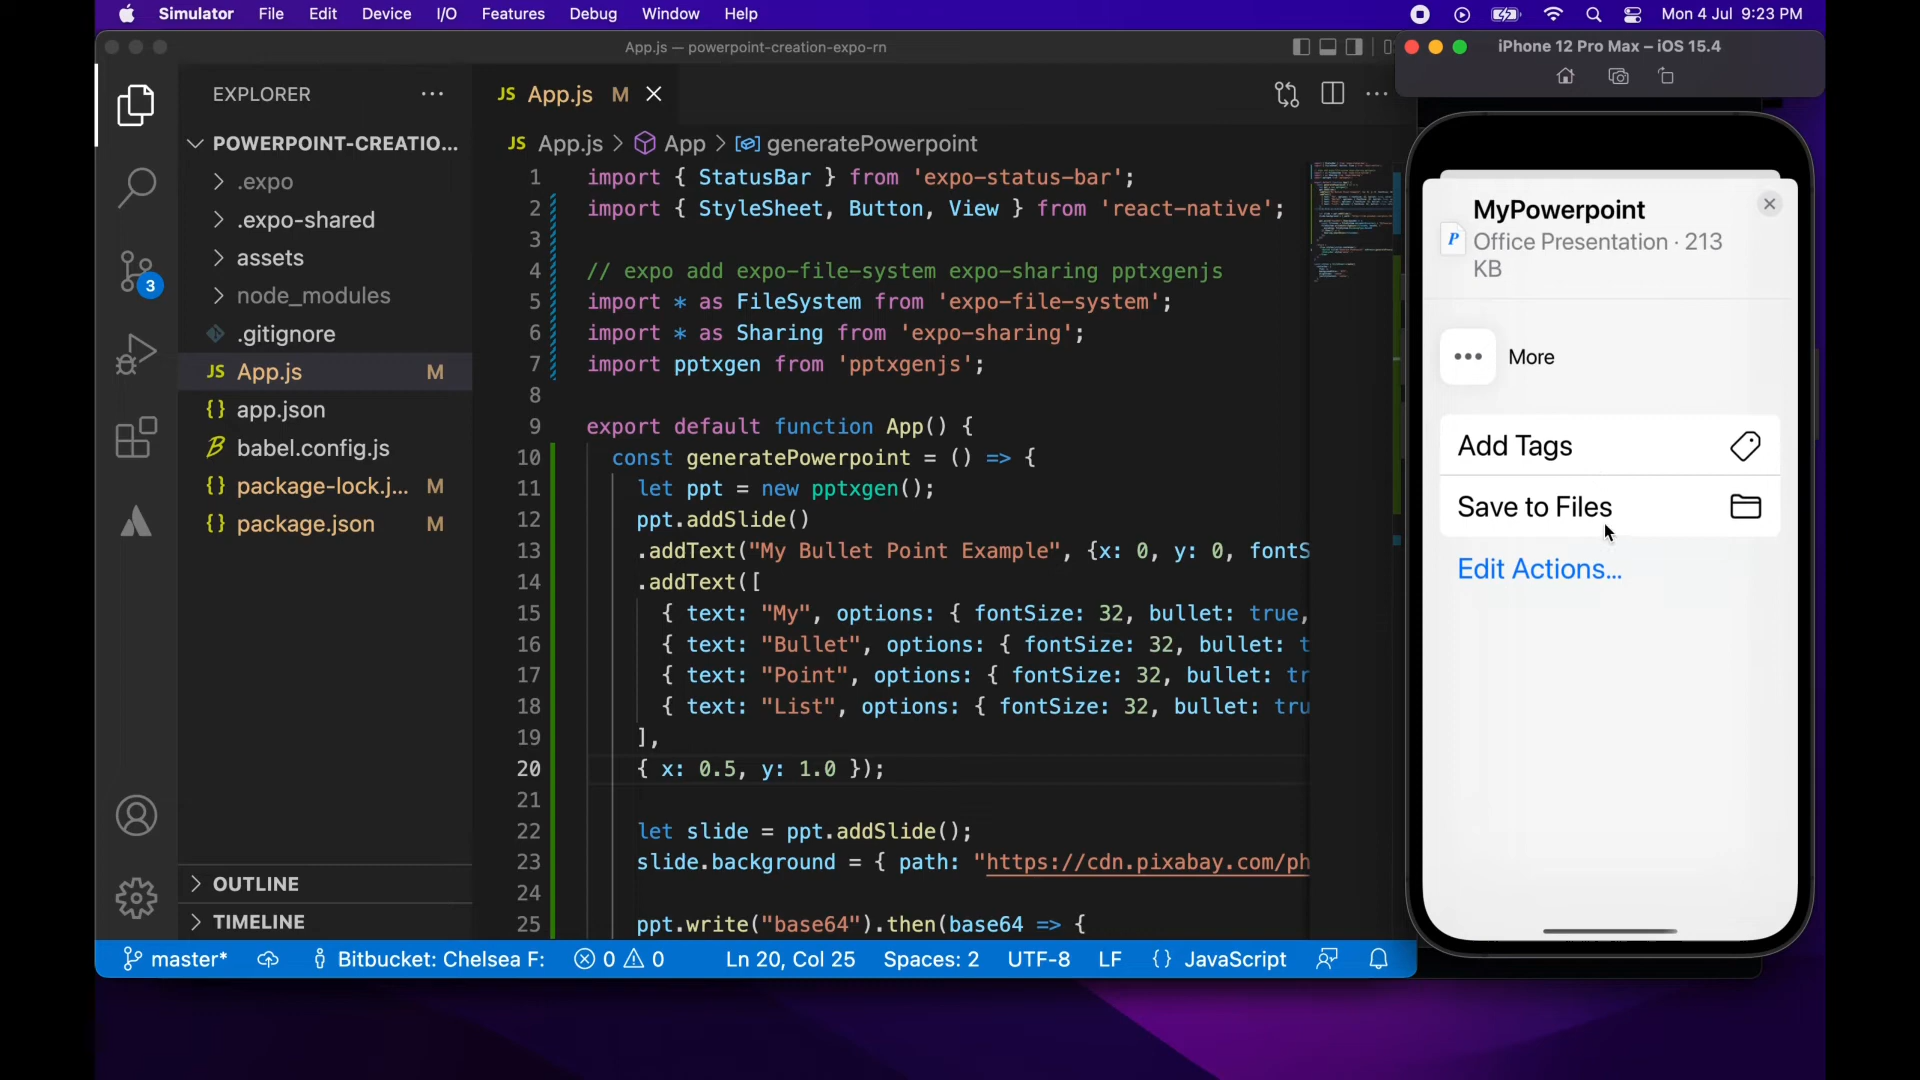 Simulator File Edit Device I/O Features Debug Window Help Mon 4 Jul 9:23 PM
App.js — powerpoint-creation-expo-rn
iPhone 12 Pro Max – iOS 15.4
EXPLORER
JS App.js M
POWERPOINT-CREATIO...
JS App.js > App > generatePowerpoint
.expo
.expo-shared
assets
node_modules
.gitignore
JS App.js M
{} app.json
babel.config.js
{} package-lock.j... M
{} package.json M
3
OUTLINE
TIMELINE
1 import { StatusBar } from 'expo-status-bar';
2 import { StyleSheet, Button, View } from 'react-native';
3
4 // expo add expo-file-system expo-sharing pptxgenjs
5 import * as FileSystem from 'expo-file-system';
6 import * as Sharing from 'expo-sharing';
7 import pptxgen from 'pptxgenjs';
8
9 export default function App() {
10 const generatePowerpoint = () => {
11 let ppt = new pptxgen();
12 ppt.addSlide()
13 .addText("My Bullet Point Example", {x: 0, y: 0, fontS
14 .addText([
15 { text: "My", options: { fontSize: 32, bullet: true,
16 { text: "Bullet", options: { fontSize: 32, bullet: t
17 { text: "Point", options: { fontSize: 32, bullet: tr
18 { text: "List", options: { fontSize: 32, bullet: tru
19 ],
20 { x: 0.5, y: 1.0 });
21
22 let slide = ppt.addSlide();
23 slide.background = { path: "https://cdn.pixabay.com/ph
24
25 ppt.write("base64").then(base64 => {
MyPowerpoint
P
Office Presentation · 213
KB
More
Add Tags
Save to Files
Edit Actions...
master* Bitbucket: Chelsea F: 0 0 Ln 20, Col 25 Spaces: 2 UTF-8 LF {} JavaScript